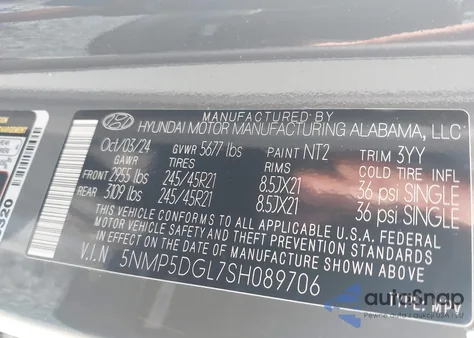 MANUFACTURED BY
HYUNDAI MOTOR MANUFACTURING ALABAMA, LLC
Oct/03/24 GVWR 5677 lbs PAINT NT2 TRIM 3YY
GAWR TIRES RIMS COLD TIRE INFL
FRONT 2855 lbs 245/45R21 8.5JX21 36 psi SINGLE
REAR 3109 lbs 245/45R21 8.5JX21 36 psi SINGLE
THIS VEHICLE CONFORMS TO ALL APPLICABLE U.S.A. FEDERAL
MOTOR VEHICLE SAFETY AND THEFT PREVENTION STANDARDS
IN EFFECT ON THE DATE OF MANUFACTURE SHOWN ABOVE.
V.I.N 5NMP5DGL7SH089706
TYPE: MPV
autoSnap